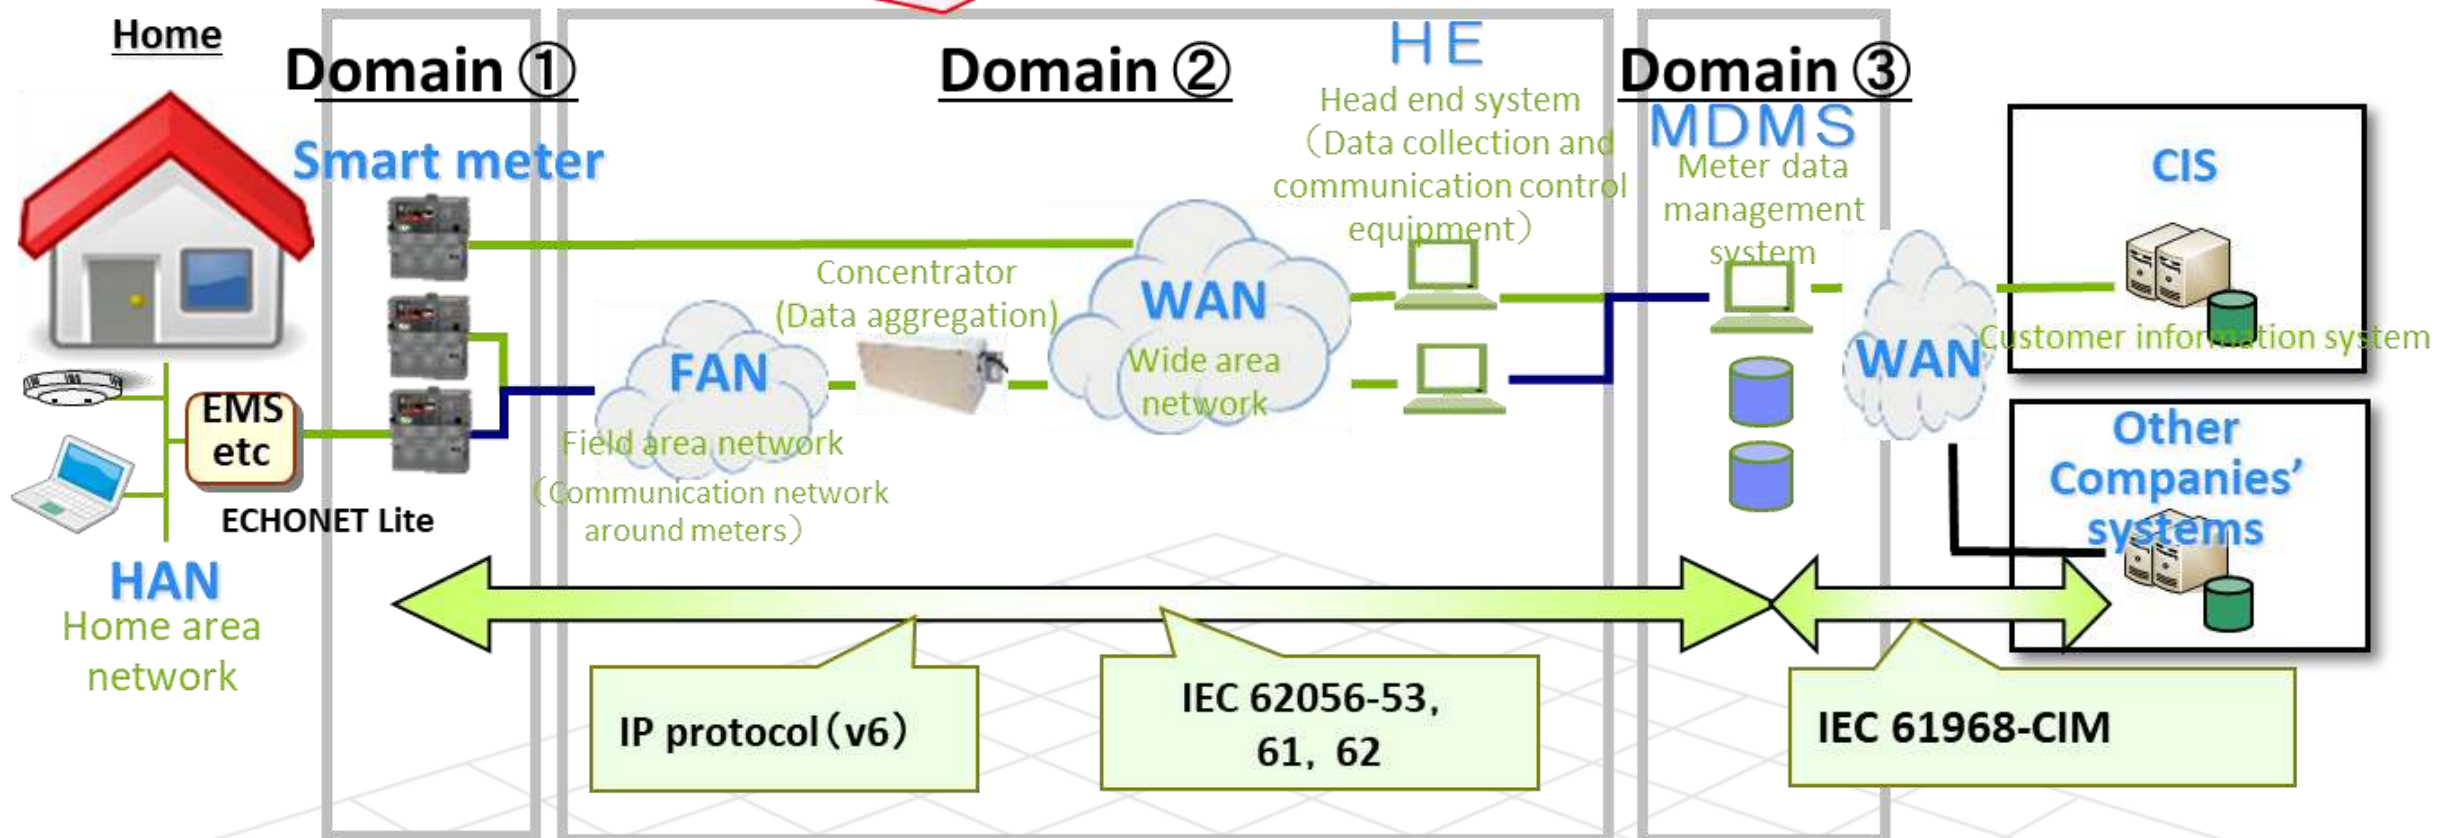 Home
Domain ①
Smart meter
EMS
etc
ECHONET Lite
HAN
Home area
network
Domain ②
HE
Head end system
(Data collection and
communication control
equipment)
Concentrator
(Data aggregation)
FAN
Field area network
(Communication network
around meters)
WAN
Wide area
network
Domain ③
MDMS
Meter data
management
system
WAN
CIS
Customer information system
Other
Companies’
systems
IP protocol (v6)
IEC 62056-53,
61, 62
IEC 61968-CIM